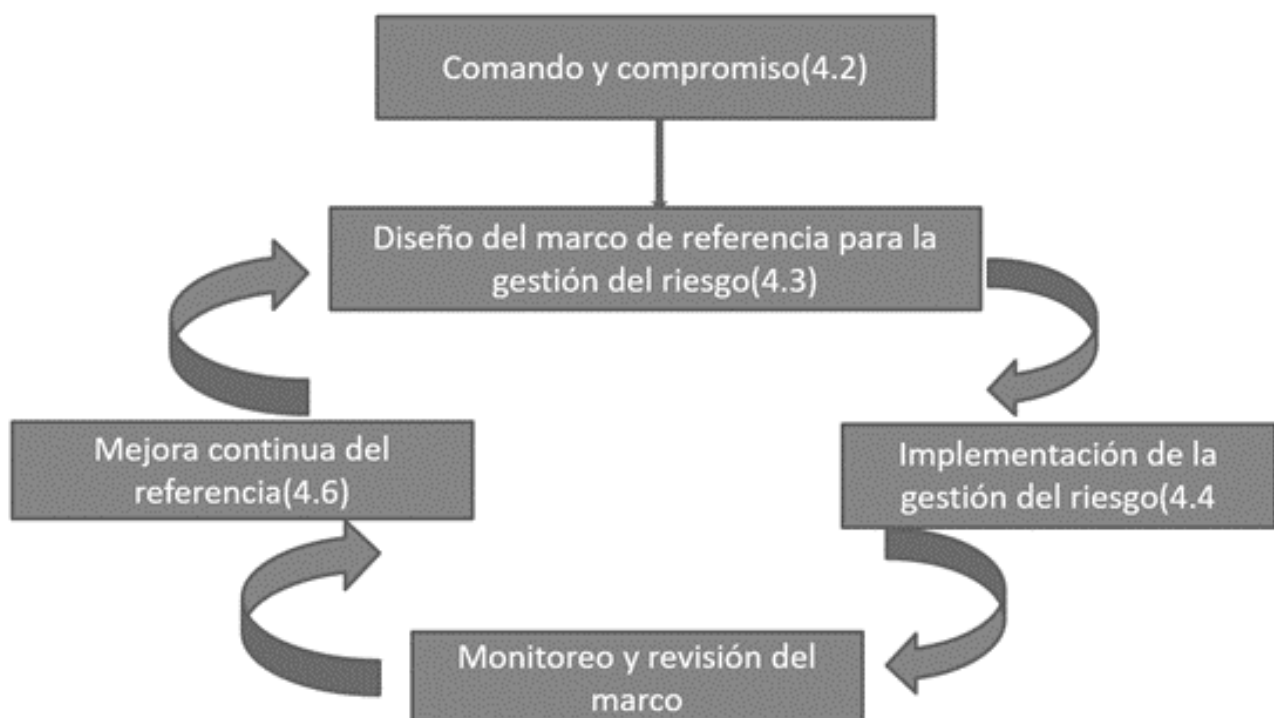 Comando y compromiso(4.2)
Diseño del marco de referencia para la
gestión del riesgo(4.3)
Mejora continua del
referencia(4.6)
Implementación de la
gestión del riesgo(4.4
Monitoreo y revisión del
marco